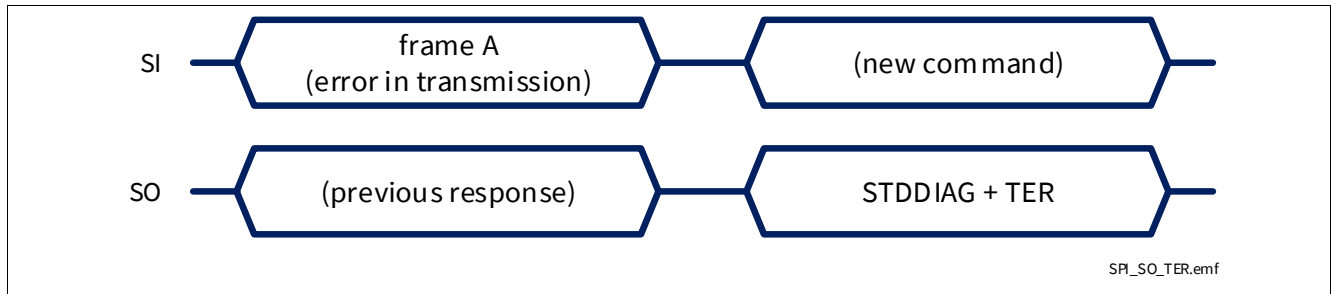 SI
frame A
(error in transmission)
(new command)
SO
(previous response)
STDDIAG + TER
SPI_SO_TER.emf